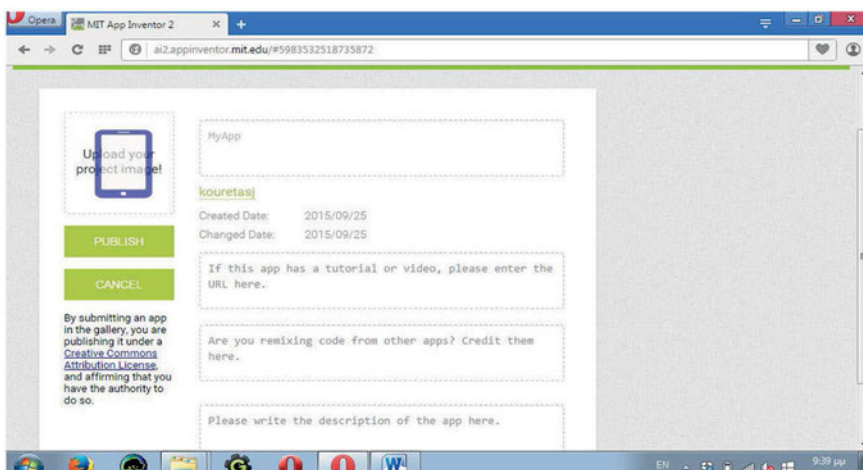 Opera
MIT App Inventor 2
ai2.appinventor.mit.edu/#5983532518735872
Upload your
project image!
MyApp
kouretasj
Created Date: 2015/09/25
Changed Date: 2015/09/25
PUBLISH
CANCEL
If this app has a tutorial or video, please enter the
URL here.
By submitting an app
in the gallery, you are
publishing it under a
Creative Commons
Attribution License,
and affirming that you
have the authority to
do so.
Are you remixing code from other apps? Credit them
here.
Please write the description of the app here.
EN
9:39 μμ